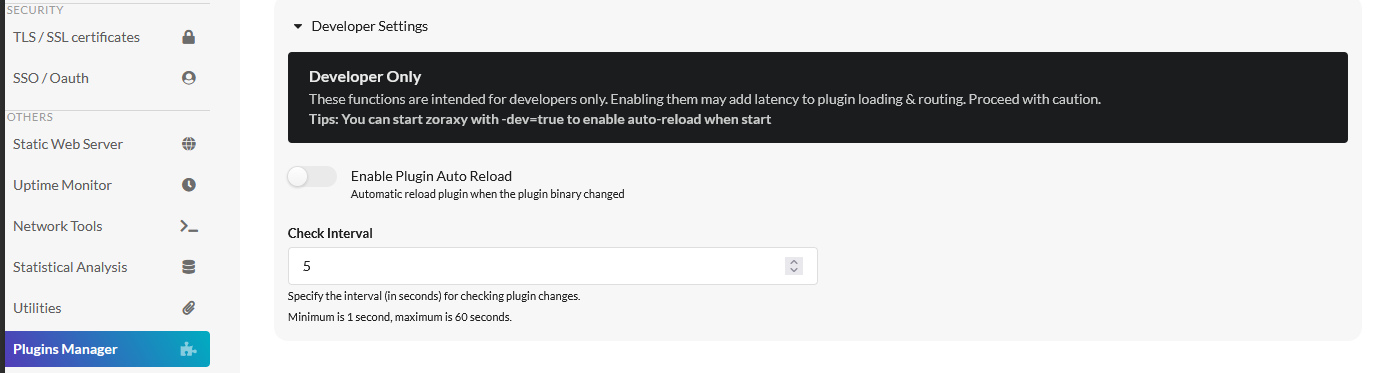 SECURITY
TLS / SSL certificates
SSO / Oauth
OTHERS
Static Web Server
Uptime Monitor
Network Tools
Statistical Analysis
Utilities
Plugins Manager
Developer Settings
Developer Only
These functions are intended for developers only. Enabling them may add latency to plugin loading & routing. Proceed with caution.
Tips: You can start zoraxy with -dev=true to enable auto-reload when start
Enable Plugin Auto Reload
Automatic reload plugin when the plugin binary changed
Check Interval
5
Specify the interval (in seconds) for checking plugin changes.
Minimum is 1 second, maximum is 60 seconds.